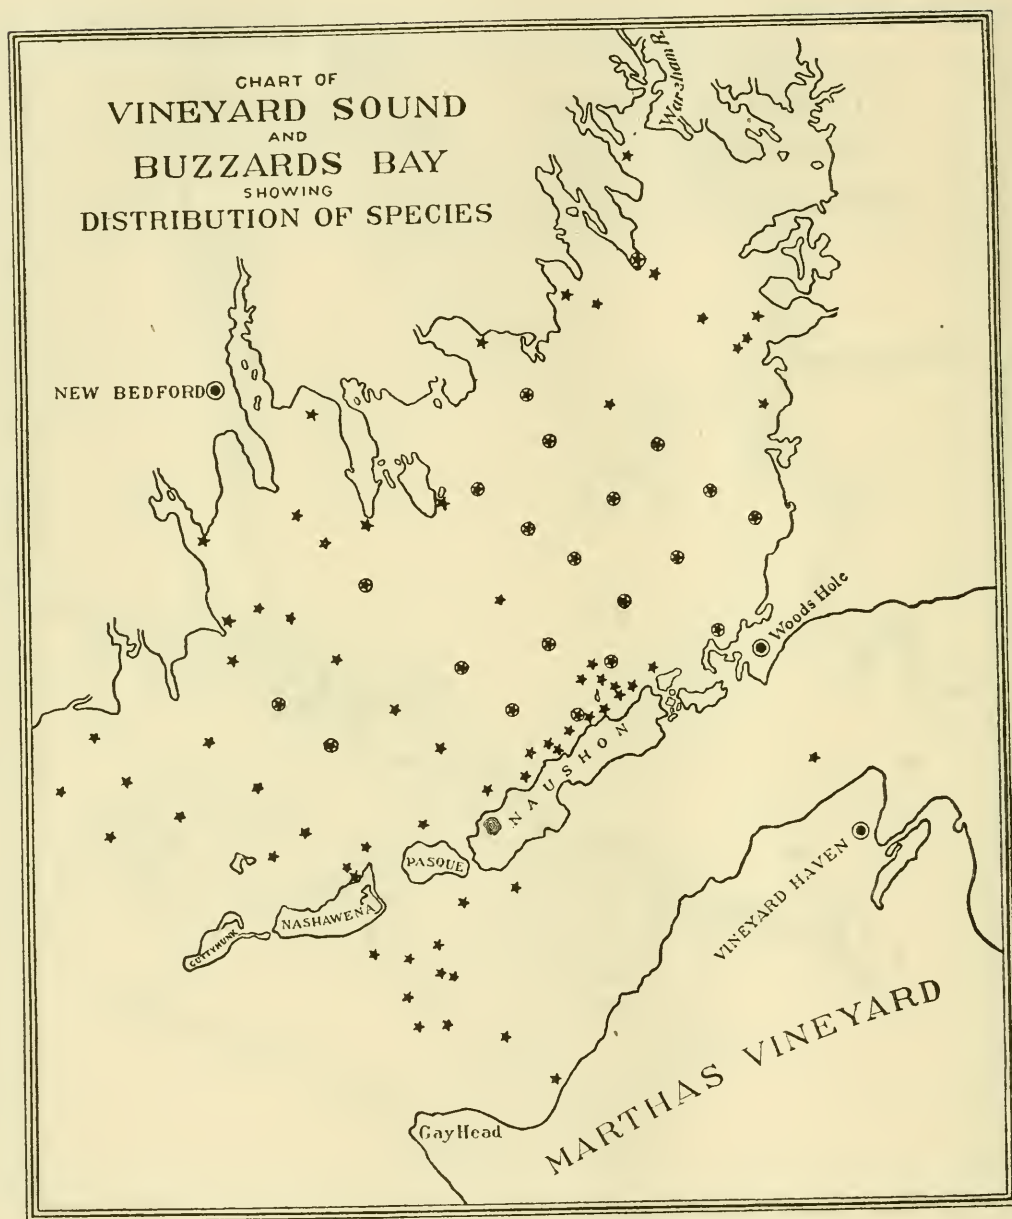 CHART OF
VINEYARD SOUND
AND
BUZZARDS BAY
SHOWING
DISTRIBUTION OF SPECIES
Warsham R.
NEW BEDFORD
Woods Hole
NAUSHON
PASQUE
NASHAWENA
CUTTYHUNK
VINEYARD HAVEN
MARTHAS VINEYARD
Gay Head